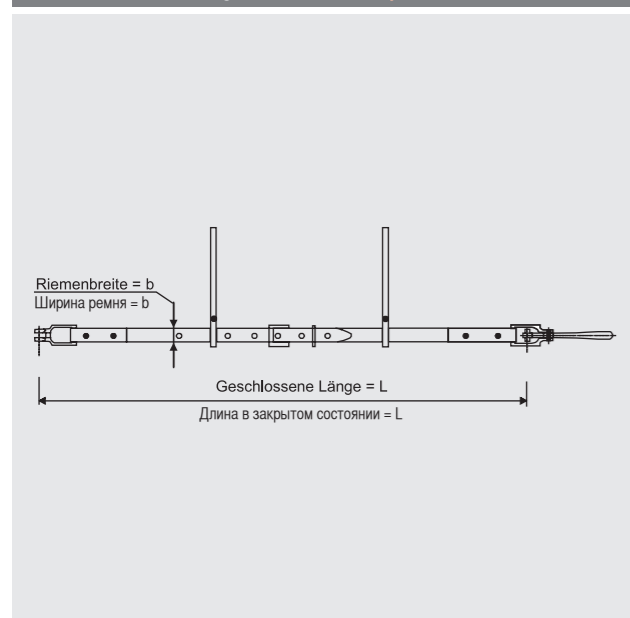 Riemenbreite = b
Ширина ремня = b
Geschlossene Länge = L
Длина в закрытом состоянии = L